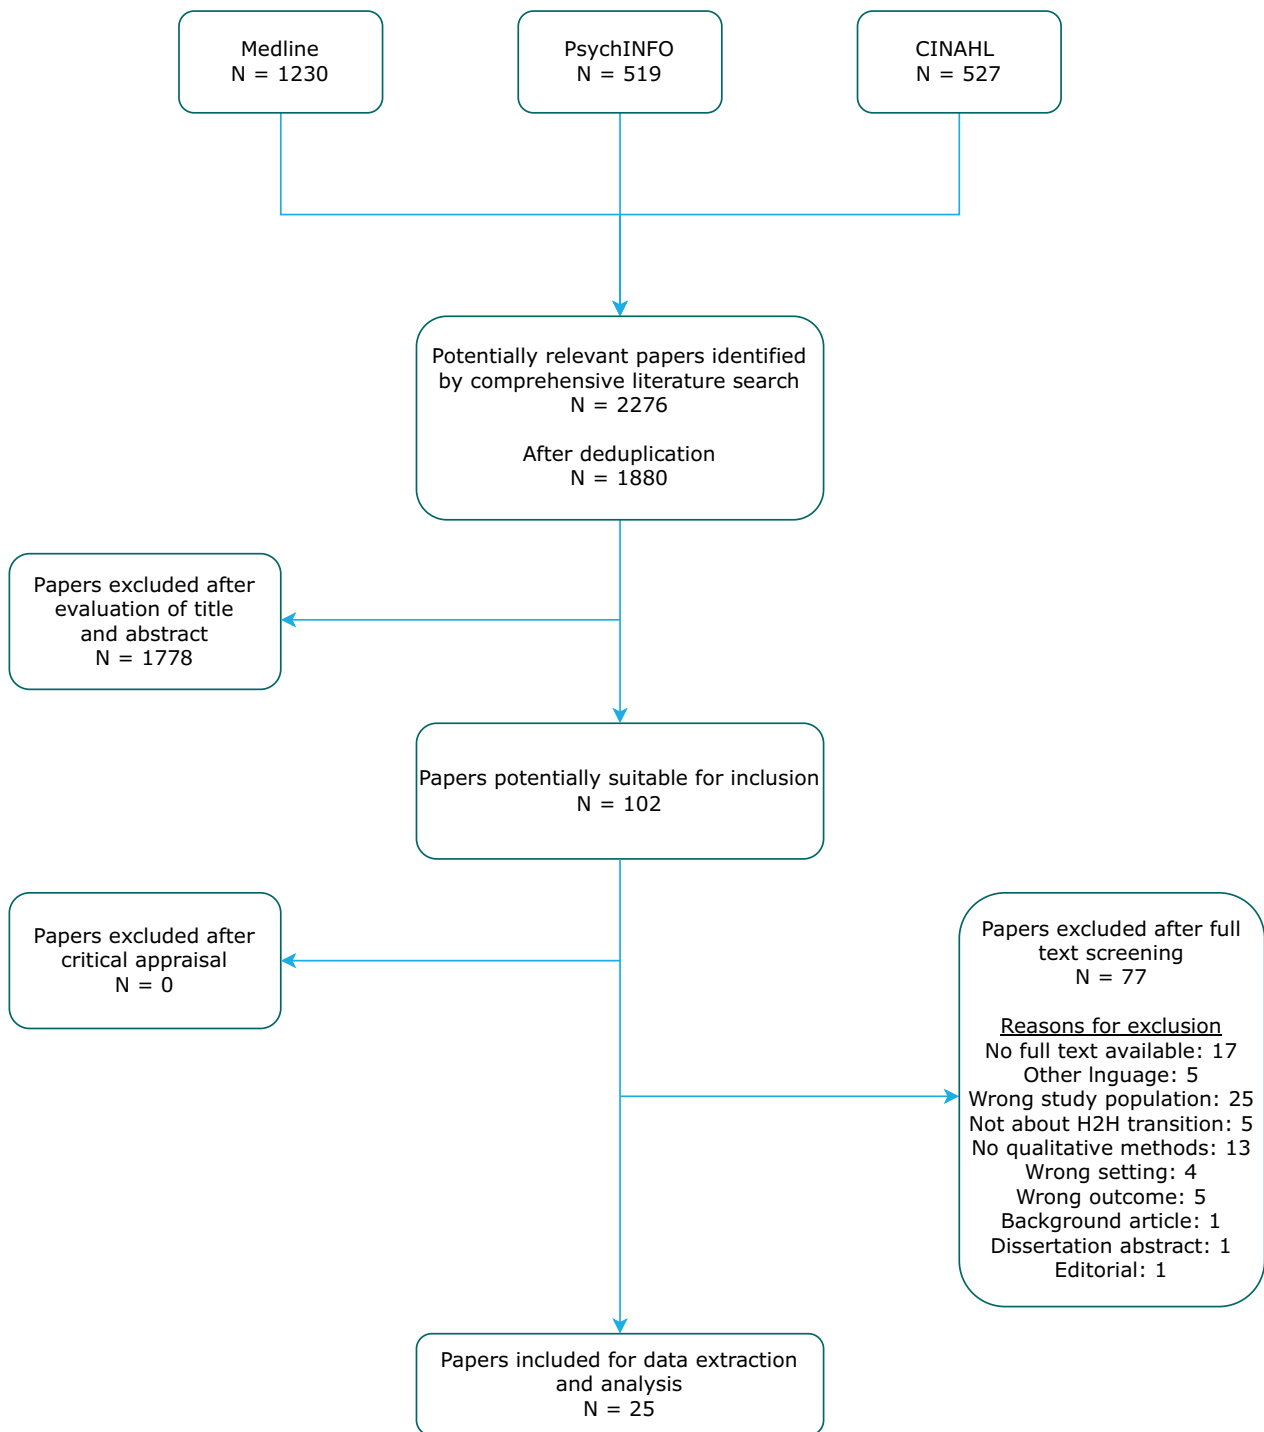 Medline
N = 1230
PsychINFO
N = 519
CINAHL
N = 527
Potentially relevant papers identified
by comprehensive literature search
N = 2276
After deduplication
N = 1880
Papers excluded after
evaluation of title
and abstract
N = 1778
Papers potentially suitable for inclusion
N = 102
Papers excluded after
critical appraisal
N = 0
Papers excluded after full
text screening
N = 77
Reasons for exclusion
No full text available: 17
Other lnguage: 5
Wrong study population: 25
Not about H2H transition: 5
No qualitative methods: 13
Wrong setting: 4
Wrong outcome: 5
Background article: 1
Dissertation abstract: 1
Editorial: 1
Papers included for data extraction
and analysis
N = 25